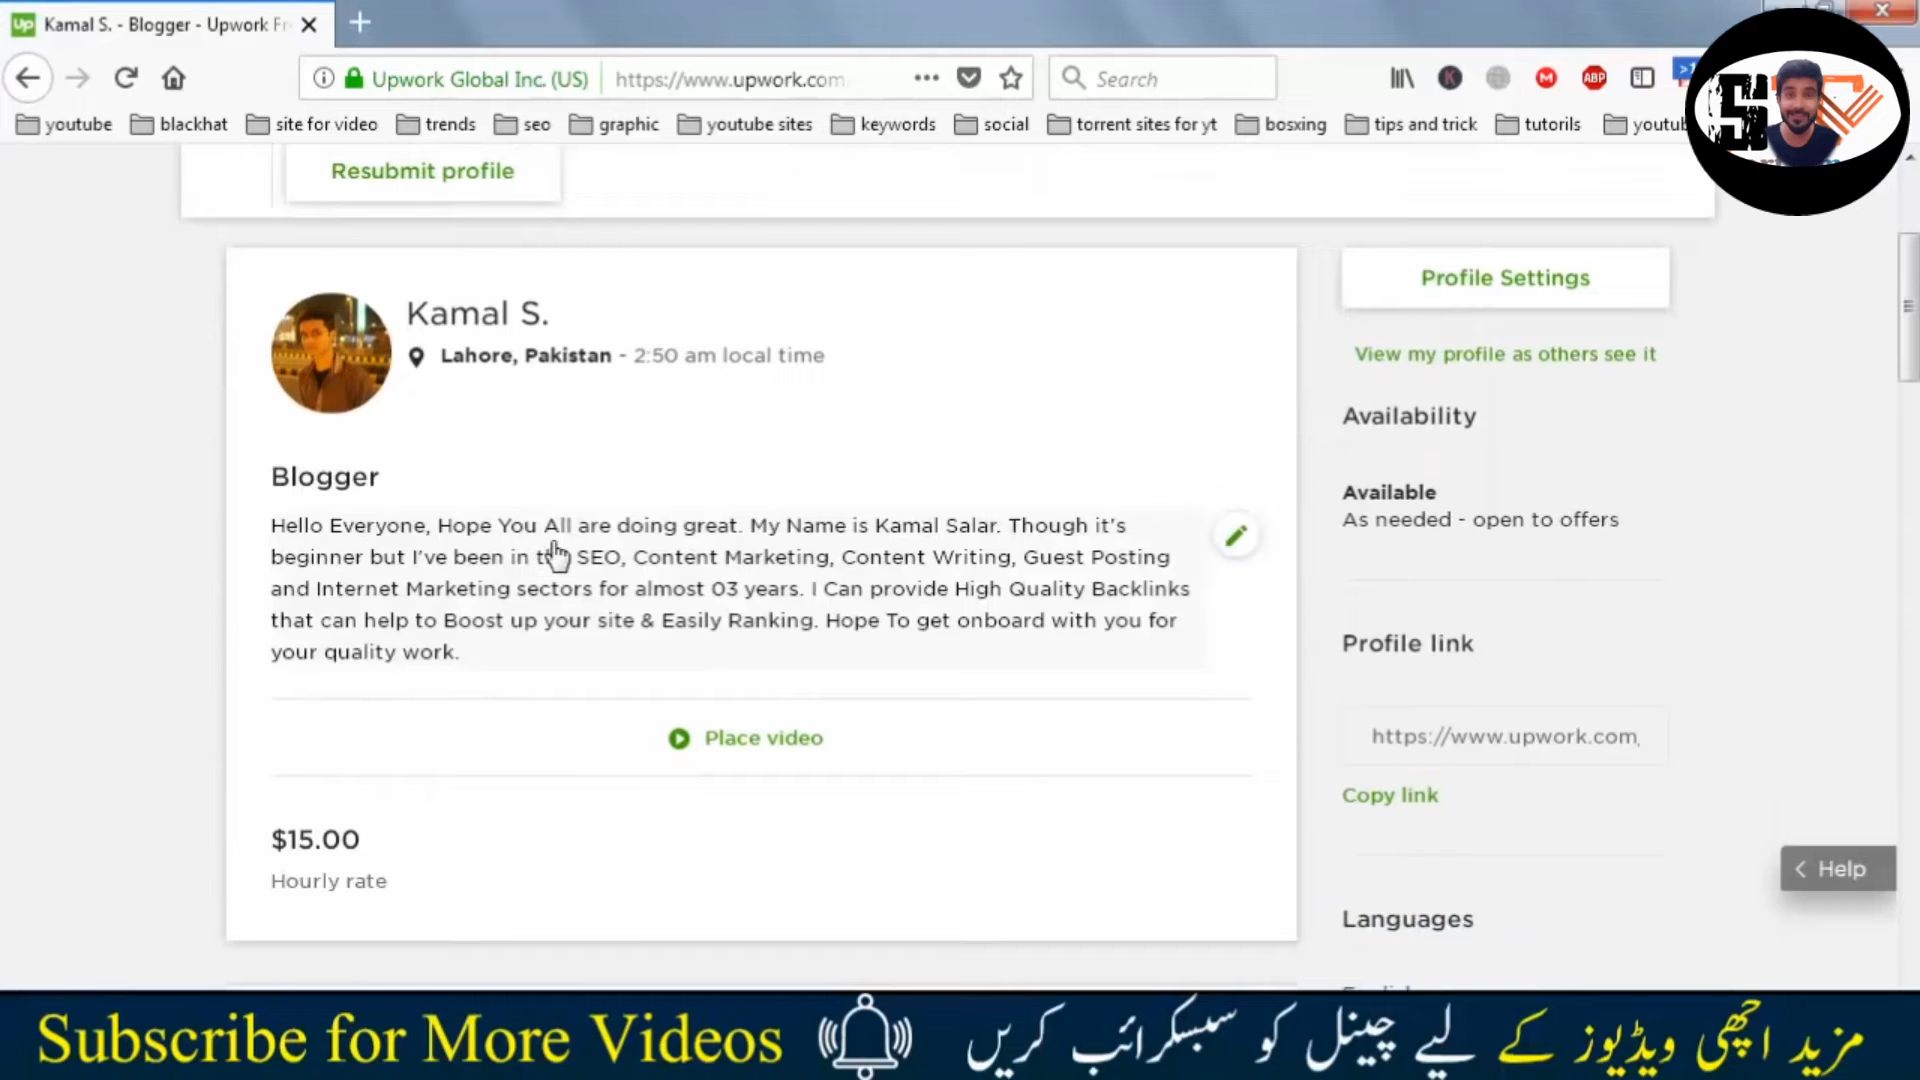 Up Kamal S. - Blogger - Upwork Fr
Upwork Global Inc. (US) https://www.upwork.com Search
youtube blackhat site for video trends seo graphic youtube sites keywords social torrent sites for yt bosxing tips and trick tutorils youtub
Resubmit profile
Kamal S.
Lahore, Pakistan - 2:50 am local time
Blogger
Hello Everyone, Hope You All are doing great. My Name is Kamal Salar. Though it's
beginner but I've been in SEO, Content Marketing, Content Writing, Guest Posting
and Internet Marketing sectors for almost 03 years. I Can provide High Quality Backlinks
that can help to Boost up your site & Easily Ranking. Hope To get onboard with you for
your quality work.
Place video
$15.00
Hourly rate
Profile Settings
View my profile as others see it
Availability
Available
As needed - open to offers
Profile link
https://www.upwork.com,
Copy link
Help
Languages
Subscribe for More Videos
مزید اچھی ویڈیوز کے لیے چینل کو سبسکرائب کریں